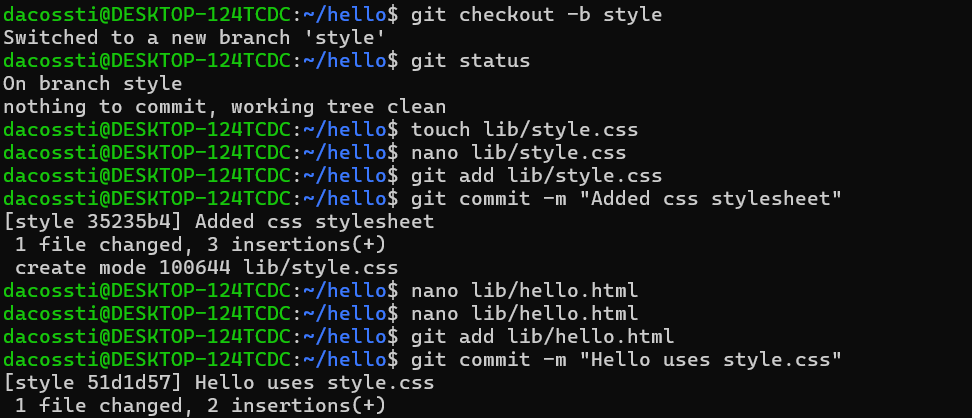 dacossti@DESKTOP-124TCDC:~/hello$ git checkout -b style
Switched to a new branch 'style'
dacossti@DESKTOP-124TCDC:~/hello$ git status
On branch style
nothing to commit, working tree clean
dacossti@DESKTOP-124TCDC:~/hello$ touch lib/style.css
dacossti@DESKTOP-124TCDC:~/hello$ nano lib/style.css
dacossti@DESKTOP-124TCDC:~/hello$ git add lib/style.css
dacossti@DESKTOP-124TCDC:~/hello$ git commit -m "Added css stylesheet"
[style 35235b4] Added css stylesheet
 1 file changed, 3 insertions(+)
 create mode 100644 lib/style.css
dacossti@DESKTOP-124TCDC:~/hello$ nano lib/hello.html
dacossti@DESKTOP-124TCDC:~/hello$ nano lib/hello.html
dacossti@DESKTOP-124TCDC:~/hello$ git add lib/hello.html
dacossti@DESKTOP-124TCDC:~/hello$ git commit -m "Hello uses style.css"
[style 51d1d57] Hello uses style.css
 1 file changed, 2 insertions(+)